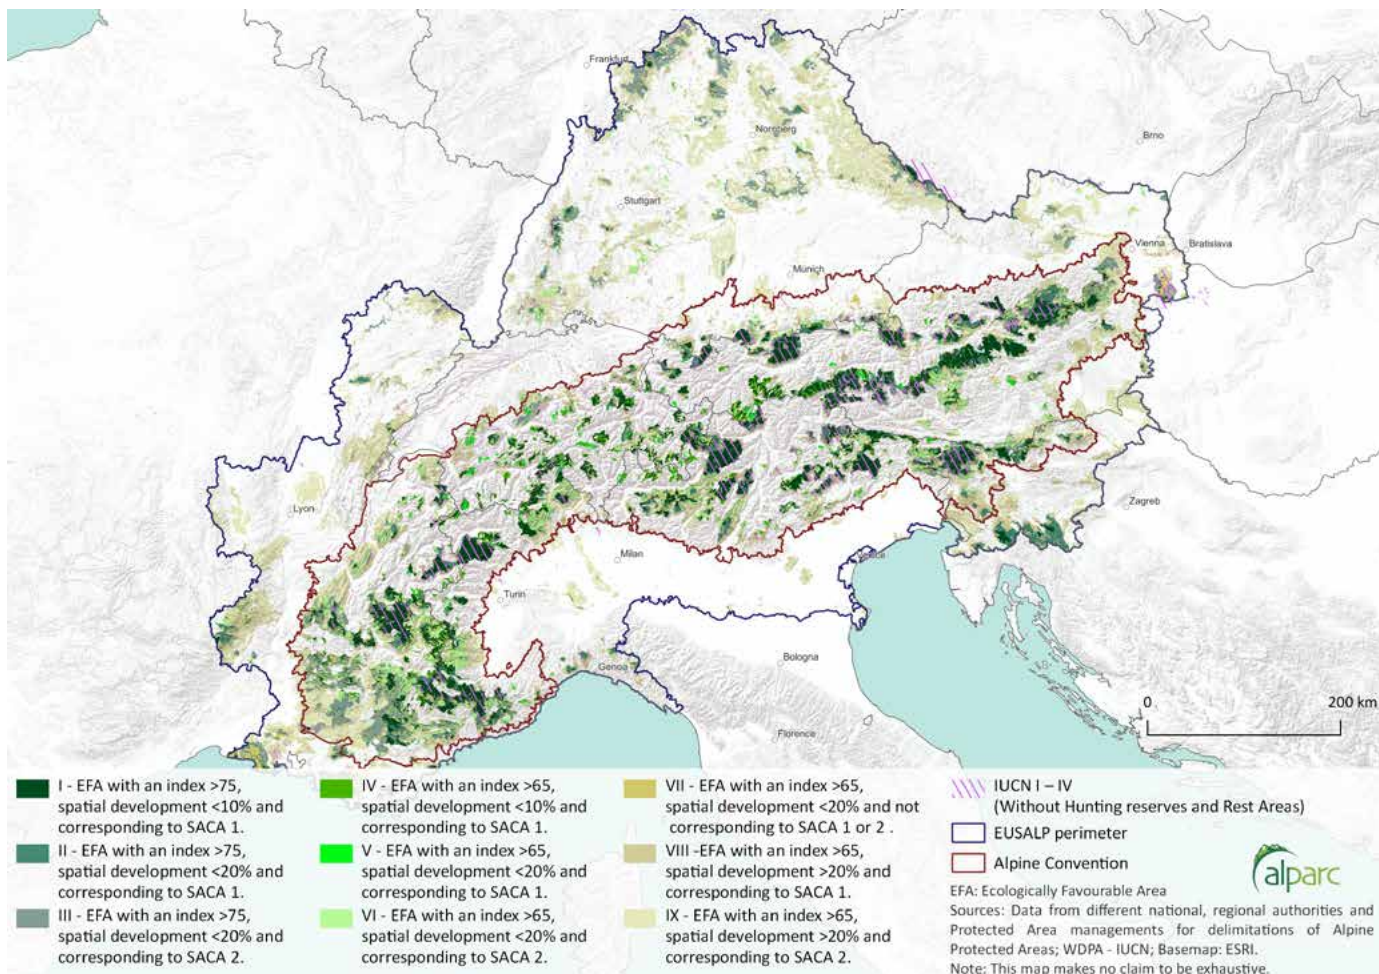 Frankfurt
Nornberg
Brno
Stuttgart
Vienna
Bratislava
Münich
Lyon
Zagreb
Milan
Turin
Genoa
Bologna
Florence
0
200 km
I - EFA with an index >75,
spatial development <10% and
corresponding to SACA 1.
II - EFA with an index >75,
spatial development <20% and
corresponding to SACA 1.
III - EFA with an index >75,
spatial development <20% and
corresponding to SACA 2.
IV - EFA with an index >65,
spatial development <10% and
corresponding to SACA 1.
V - EFA with an index >65,
spatial development <20% and
corresponding to SACA 1.
VI - EFA with an index >65,
spatial development <20% and
corresponding to SACA 2.
VII - EFA with an index >65,
spatial development <20% and not
corresponding to SACA 1 or 2 .
VIII -EFA with an index >65,
spatial development >20% and
corresponding to SACA 1.
IX - EFA with an index >65,
spatial development >20% and
corresponding to SACA 2.
IUCN I – IV
(Without Hunting reserves and Rest Areas)
EUSALP perimeter
Alpine Convention
alparc
EFA: Ecologically Favourable Area
Sources: Data from different national, regional authorities and
Protected Area managements for delimitations of Alpine
Protected Areas; WDPA - IUCN; Basemap: ESRI.
Note: This map makes no claim to be exhaustive.